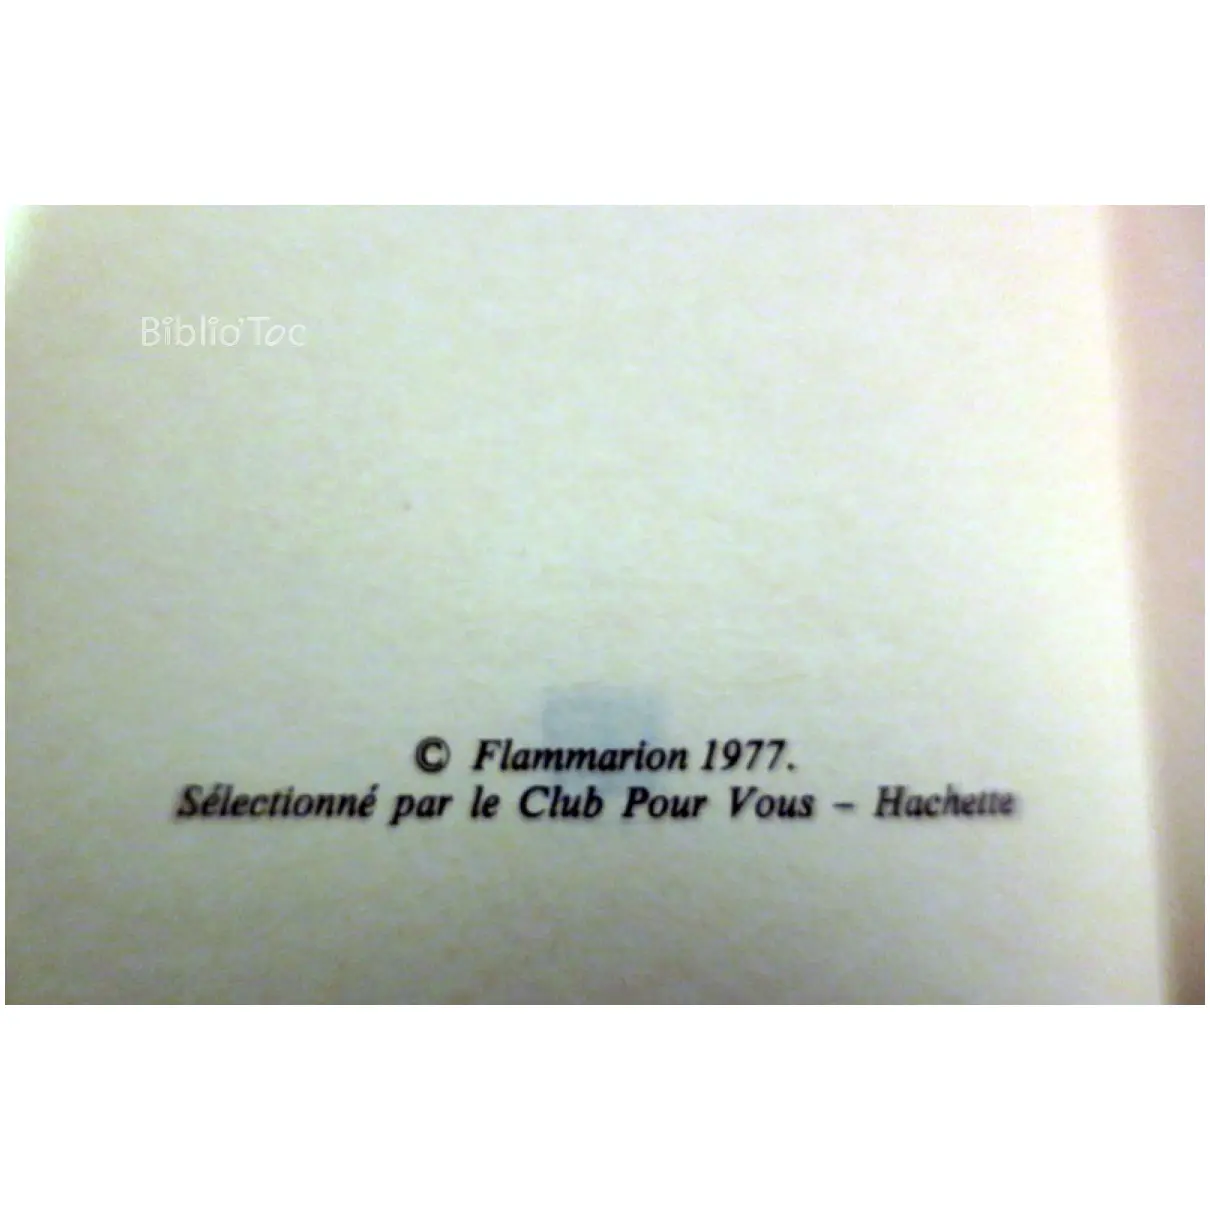 Biblio'Toc
© Flammarion 1977.
Sélectionné par le Club Pour Vous – Hachette